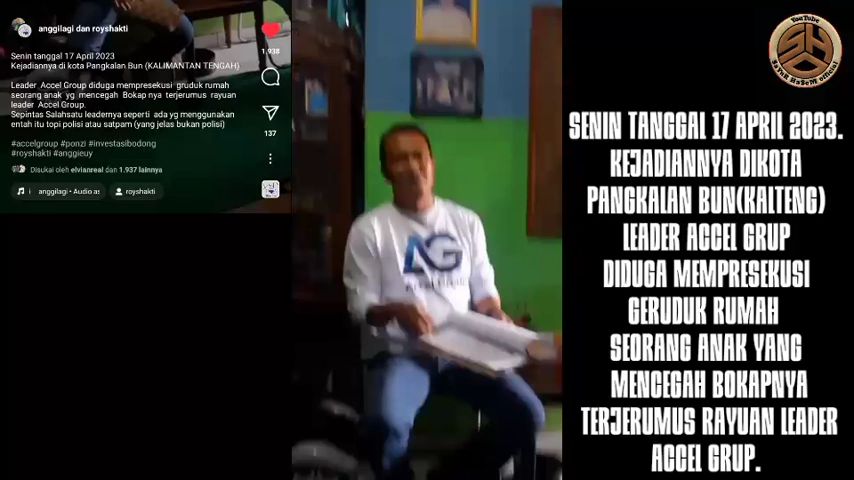 anggilagi dan royshakti
Senin tanggal 17 April 2023
Kejadiannya di kota Pangkalan Bun (KALIMANTAN TENGAH)
Leader Accel Group diduga mempresekusi gruduk rumah
seorang anak yg mencegah Bokap nya terjerumus rayuan
leader Accel Group.
Sepintas Salahsatu leadernya seperti ada yg menggunakan
entah itu topi polisi atau satpam (yang jelas bukan polisi)
#accelgroup #ponzi #investasibodong
#royshakti #anggieuy
Disukai oleh elvianreal dan 1.937 lainnya
anggilagi • Audio as
royshakti
1.938
137
AG
YouTube
SENIN TANGGAL 17 APRIL 2023.
KEJADIANNYA DIKOTA
PANGKALAN BUN(KALTENG)
LEADER ACCEL GRUP
DIDUGA MEMPRESEKUSI
GERUDUK RUMAH
SEORANG ANAK YANG
MENCEGAH BOKAPNYA
TERJERUMUS RAYUAN LEADER
ACCEL GRUP.